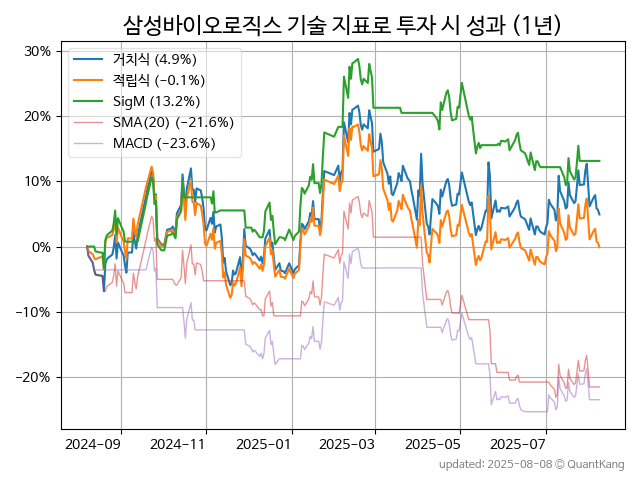 삼성바이오로직스 기술 지표로 투자 시 성과 (1년)
30%
20%
10%
0%
−10%
−20%
거치식 (4.9%)
적립식 (−0.1%)
SigM (13.2%)
SMA(20) (−21.6%)
MACD (−23.6%)
2024-09
2024-11
2025-01
2025-03
2025-05
2025-07
updated: 2025-08-08 © QuantKang